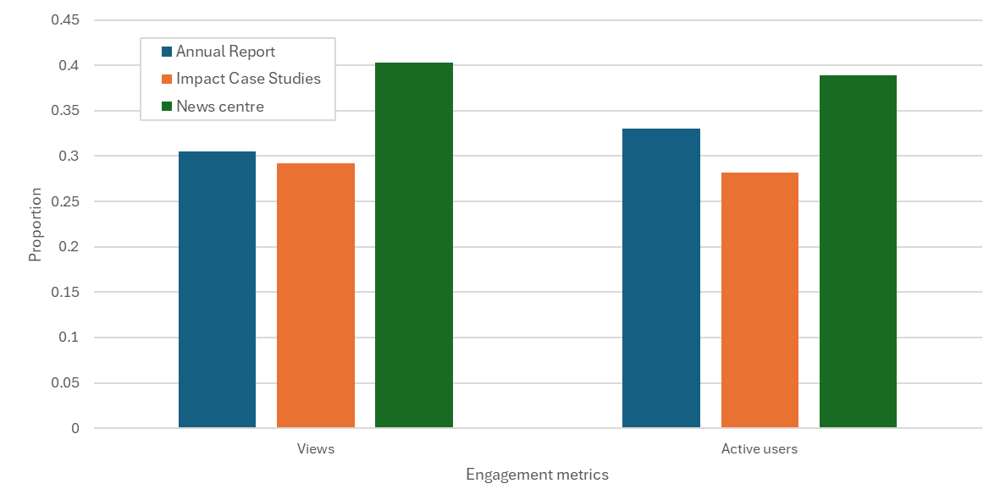 0.45
0.4
0.35
0.3
0.25
0.2
0.15
0.1
0.05
0
Proportion
Annual Report
Impact Case Studies
News centre
Views
Active users
Engagement metrics